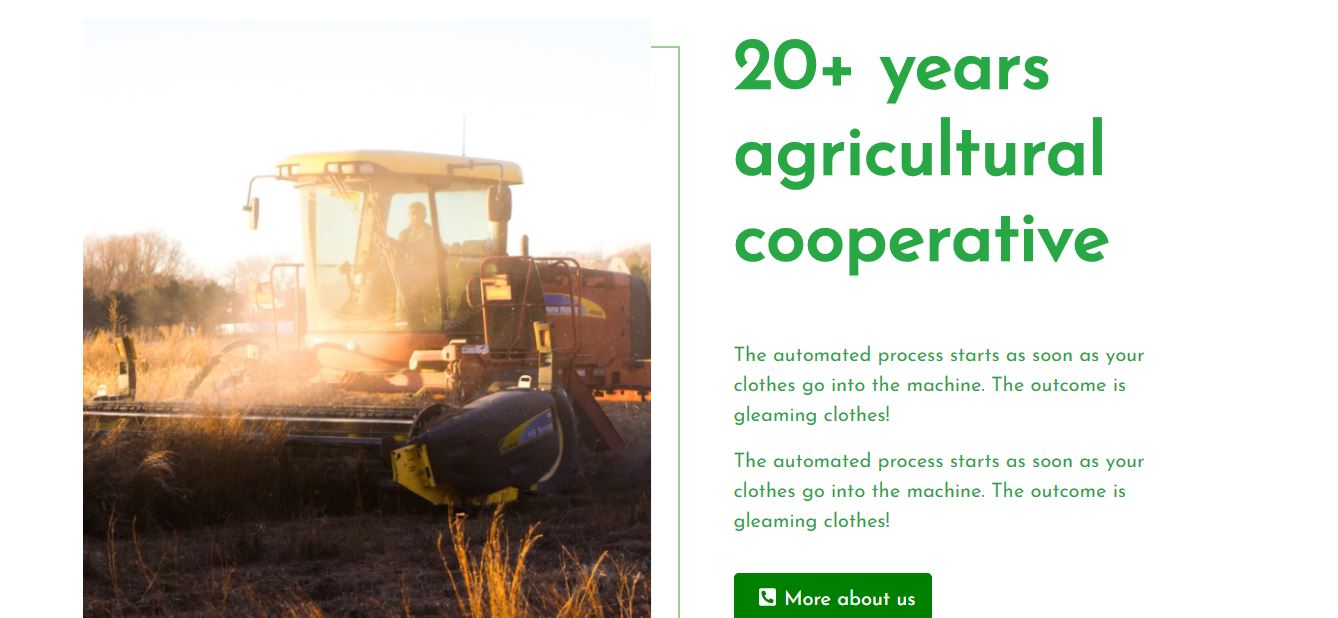 20+ years
agricultural
cooperative
The automated process starts as soon as your
clothes go into the machine. The outcome is
gleaming clothes!
The automated process starts as soon as your
clothes go into the machine. The outcome is
gleaming clothes!
More about us